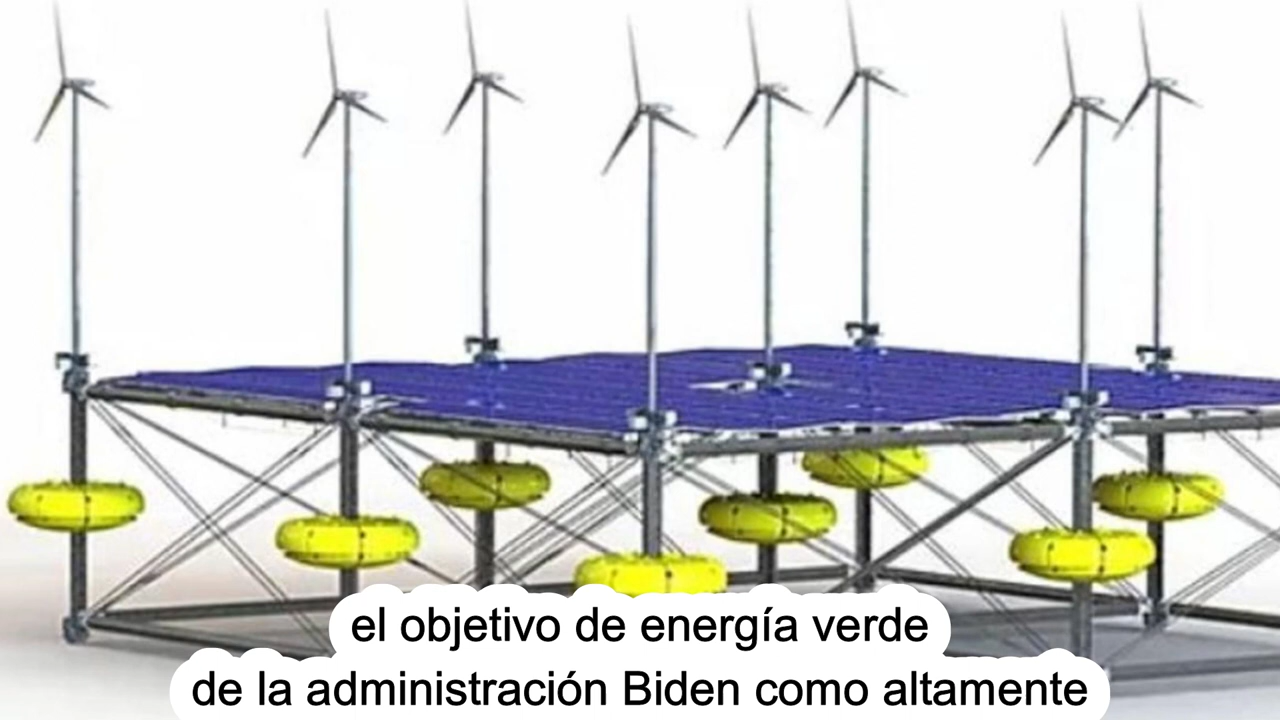 el objetivo de energía verde
de la administración Biden como altamente